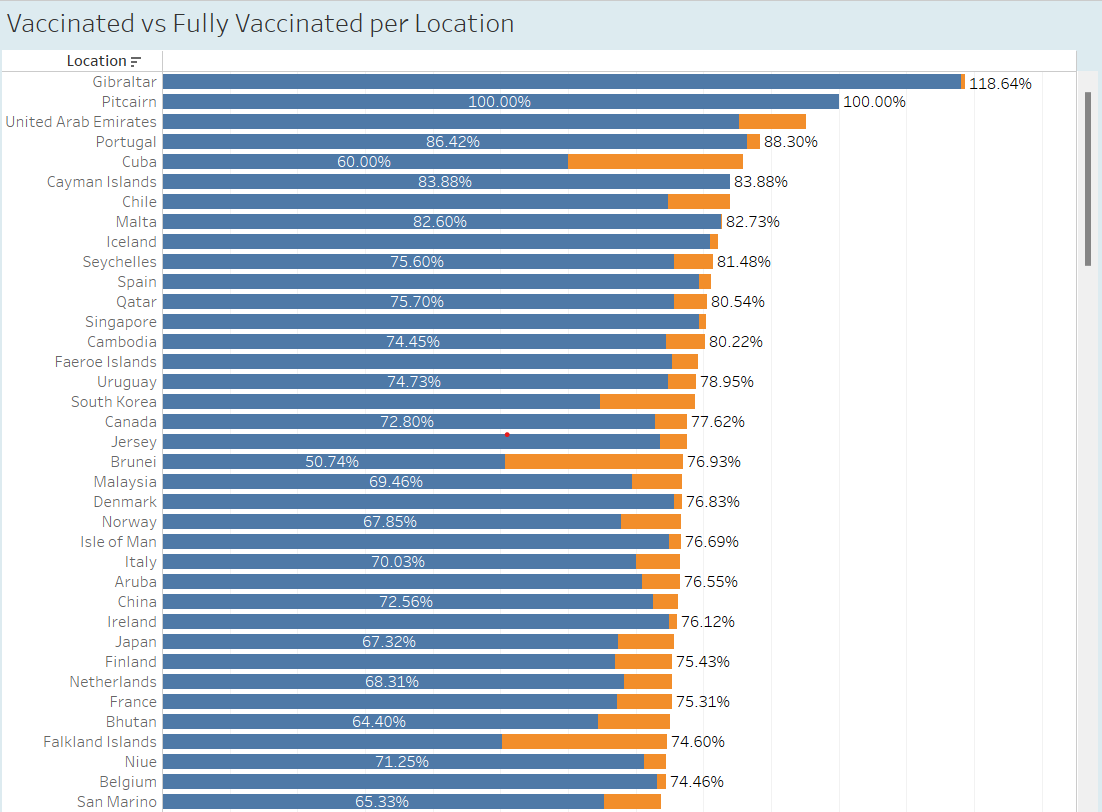 Vaccinated vs Fully Vaccinated per Location
Location
Gibraltar 118.64%
Pitcairn 100.00% 100.00%
United Arab Emirates
Portugal 86.42% 88.30%
Cuba 60.00%
Cayman Islands 83.88% 83.88%
Chile
Malta 82.60% 82.73%
Iceland
Seychelles 75.60% 81.48%
Spain
Qatar 75.70% 80.54%
Singapore
Cambodia 74.45% 80.22%
Faeroe Islands
Uruguay 74.73% 78.95%
South Korea
Canada 72.80% 77.62%
Jersey
Brunei 50.74% 76.93%
Malaysia 69.46%
Denmark 76.83%
Norway 67.85%
Isle of Man 76.69%
Italy 70.03%
Aruba 76.55%
China 72.56%
Ireland 76.12%
Japan 67.32%
Finland 75.43%
Netherlands 68.31%
France 75.31%
Bhutan 64.40%
Falkland Islands 74.60%
Niue 71.25%
Belgium 74.46%
San Marino 65.33%